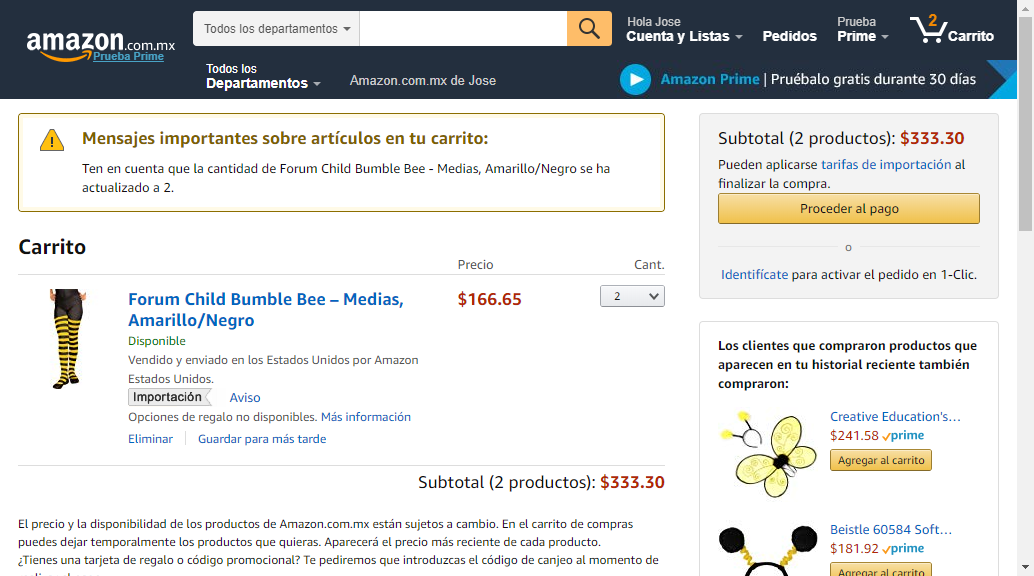 amazon.com.mx
Prueba Prime
Todos los departamentos
Hola Jose
Cuenta y Listas
Pedidos
Prueba
Prime
2
Carrito
Todos los
Departamentos
Amazon.com.mx de Jose
Amazon Prime | Pruébalo gratis durante 30 días
Mensajes importantes sobre artículos en tu carrito:
Ten en cuenta que la cantidad de Forum Child Bumble Bee - Medias, Amarillo/Negro se ha
actualizado a 2.
Carrito
Precio
Cant.
Forum Child Bumble Bee – Medias,
Amarillo/Negro
$166.65
2
Disponible
Vendido y enviado en los Estados Unidos por Amazon
Estados Unidos.
Importación
Aviso
Opciones de regalo no disponibles. Más información
Eliminar
Guardar para más tarde
Subtotal (2 productos): $333.30
El precio y la disponibilidad de los productos de Amazon.com.mx están sujetos a cambio. En el carrito de compras
puedes dejar temporalmente los productos que quieras. Aparecerá el precio más reciente de cada producto.
¿Tienes una tarjeta de regalo o código promocional? Te pediremos que introduzcas el código de canjeo al momento de
Subtotal (2 productos): $333.30
Pueden aplicarse tarifas de importación al
finalizar la compra.
Proceder al pago
o
Identifícate para activar el pedido en 1-Clic.
Los clientes que compraron productos que
aparecen en tu historial reciente también
compraron:
Creative Education's...
$241.58 prime
Agregar al carrito
Beistle 60584 Soft...
$181.92 prime
Agregar al carrito